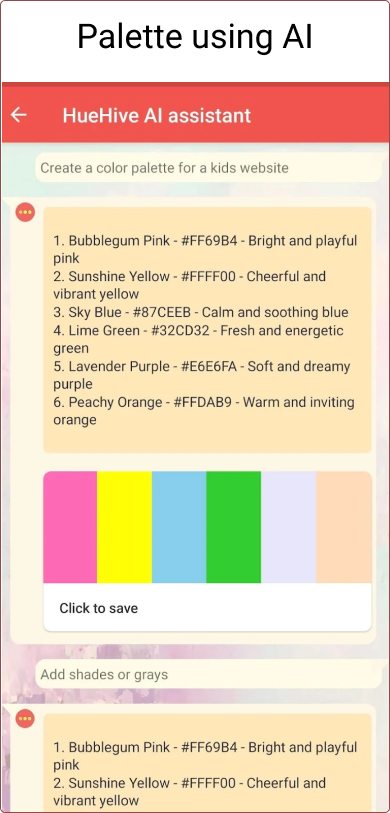 Palette using AI
HueHive AI assistant
Create a color palette for a kids website
1. Bubblegum Pink - #FF69B4 - Bright and playful
pink
2. Sunshine Yellow - #FFFF00 - Cheerful and
vibrant yellow
3. Sky Blue - #87CEEB - Calm and soothing blue
4. Lime Green - #32CD32 - Fresh and energetic
green
5. Lavender Purple - #E6E6FA - Soft and dreamy
purple
6. Peachy Orange - #FFDAB9 - Warm and inviting
orange
Click to save
Add shades or grays
1. Bubblegum Pink - #FF69B4 - Bright and playful
pink
2. Sunshine Yellow - #FFFF00 - Cheerful and
vibrant yellow